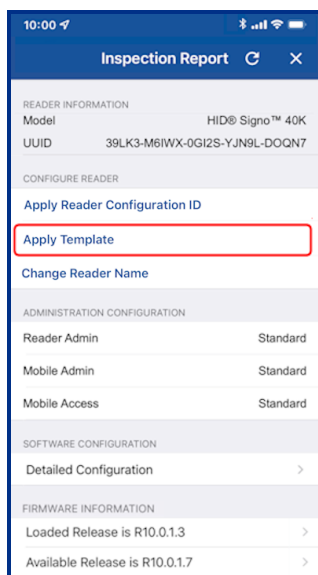 10:00
Inspection Report
READER INFORMATION
Model HID® Signo™ 40K
UUID 39LK3-M6IWX-0GI2S-YJN9L-DOQN7
CONFIGURE READER
Apply Reader Configuration ID
Apply Template
Change Reader Name
ADMINISTRATION CONFIGURATION
Reader Admin Standard
Mobile Admin Standard
Mobile Access Standard
SOFTWARE CONFIGURATION
Detailed Configuration
FIRMWARE INFORMATION
Loaded Release is R10.0.1.3
Available Release is R10.0.1.7